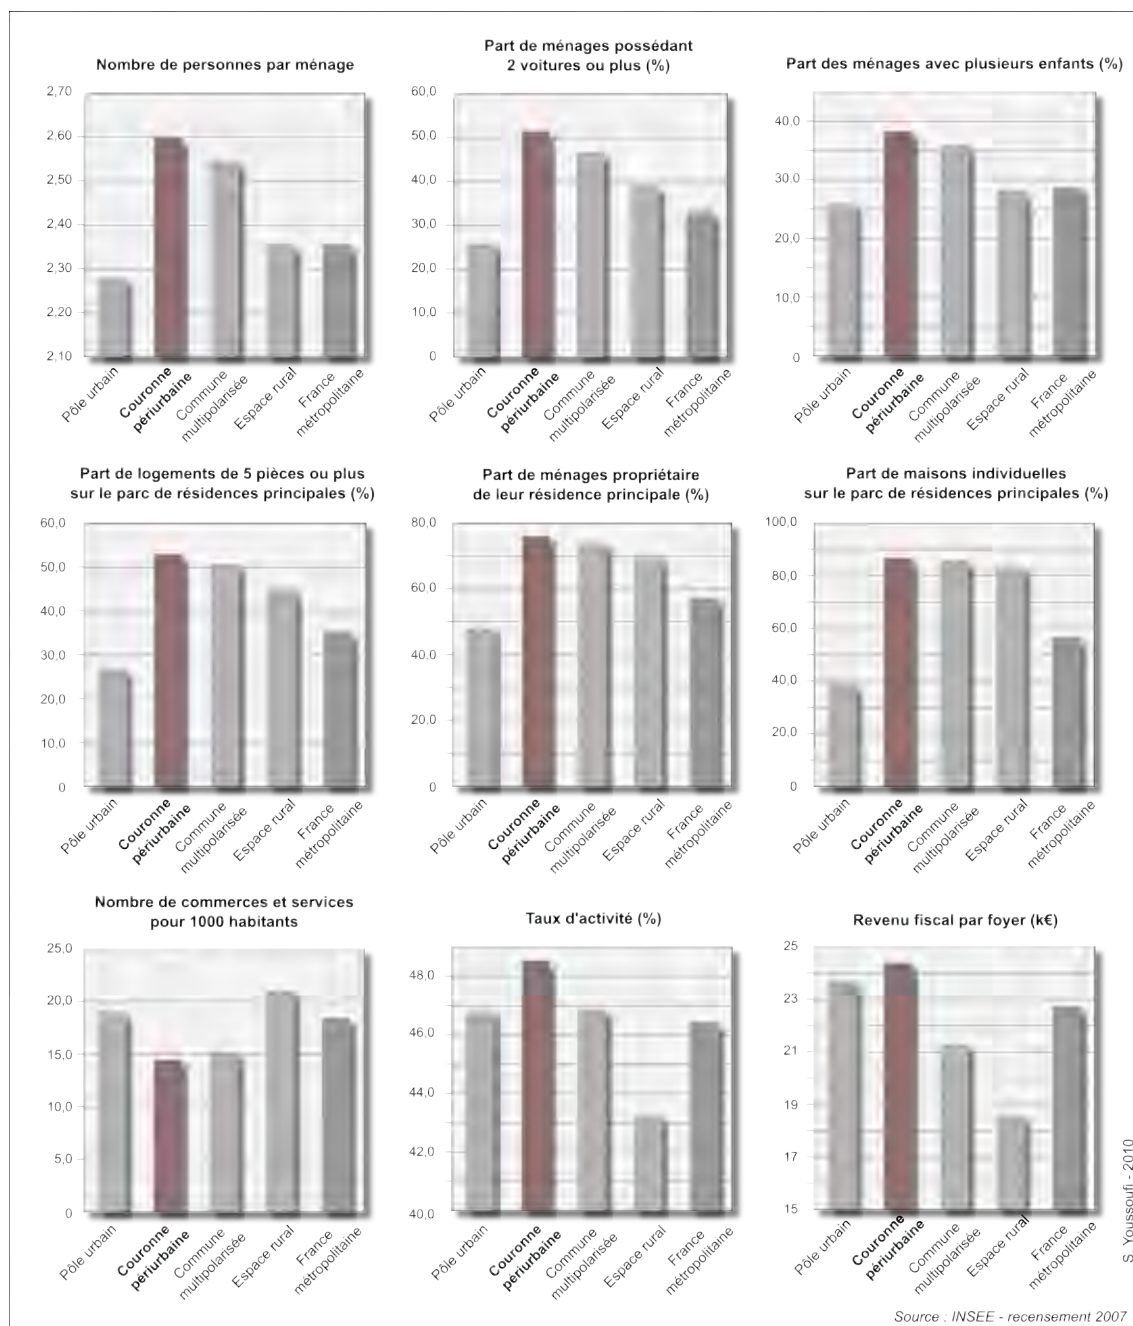 Nombre de personnes par ménage
2,70
2,60
2,50
2,40
2,30
2,20
2,10
Pôle urbain
Couronne
périurbaine
Commune
multipolarisée
Espace rural
France
métropolitaine
Part de ménages possédant
2 voitures ou plus (%)
60,0
50,0
40,0
30,0
20,0
10,0
0
Pôle urbain
Couronne
périurbaine
Commune
multipolarisée
Espace rural
France
métropolitaine
Part des ménages avec plusieurs enfants (%)
40.0
30.0
20,0
10,0
0
Pôle urbain
Couronne
périurbaine
Commune
multipolarisée
Espace rural
France
métropolitaine
Part de logements de 5 pièces ou plus
sur le parc de résidences principales (%)
60,0
50,0
40,0
30,0
20,0
10,0
0
Pôle urbain
Couronne
périurbaine
Commune
multipolarisée
Espace rural
France
métropolitaine
Part de ménages propriétaire
de leur résidence principale (%)
80,0
60,0
40,0
20,0
0
Pôle urbain
Couronne
périurbaine
Commune
multipolarisée
Espace rural
France
métropolitaine
Part de maisons individuelles
sur le parc de résidences principales (%)
100,0
80,0
60,0
40,0
20,0
0
Pôle urbain
Couronne
périurbaine
Commune
multipolarisée
Espace rural
France
métropolitaine
Nombre de commerces et services
pour 1000 habitants
25,0
20,0
15,0
10,0
5,0
0
Pôle urbain
Couronne
périurbaine
Commune
multipolarisée
Espace rural
France
métropolitaine
Taux d'activité (%)
48,0
46,0
44,0
42,0
40,0
Pôle urbain
Couronne
périurbaine
Commune
multipolarisée
Espace rural
France
métropolitaine
Revenu fiscal par foyer (k€)
25
23
21
19
17
15
Pôle urbain
Couronne
périurbaine
Commune
multipolarisée
Espace rural
France
métropolitaine
S. Youssoufi - 2010
Source : INSEE - recensement 2007